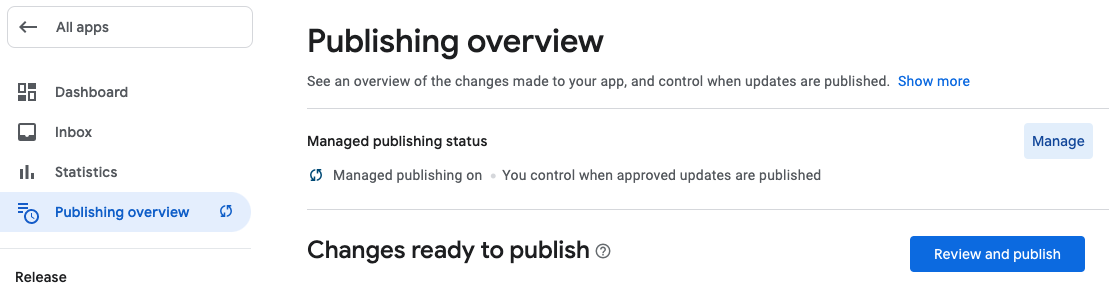 All apps
Dashboard
Inbox
Statistics
Publishing overview
Release
Publishing overview
See an overview of the changes made to your app, and control when updates are published. Show more
Managed publishing status
Manage
Managed publishing on • You control when approved updates are published
Changes ready to publish
Review and publish